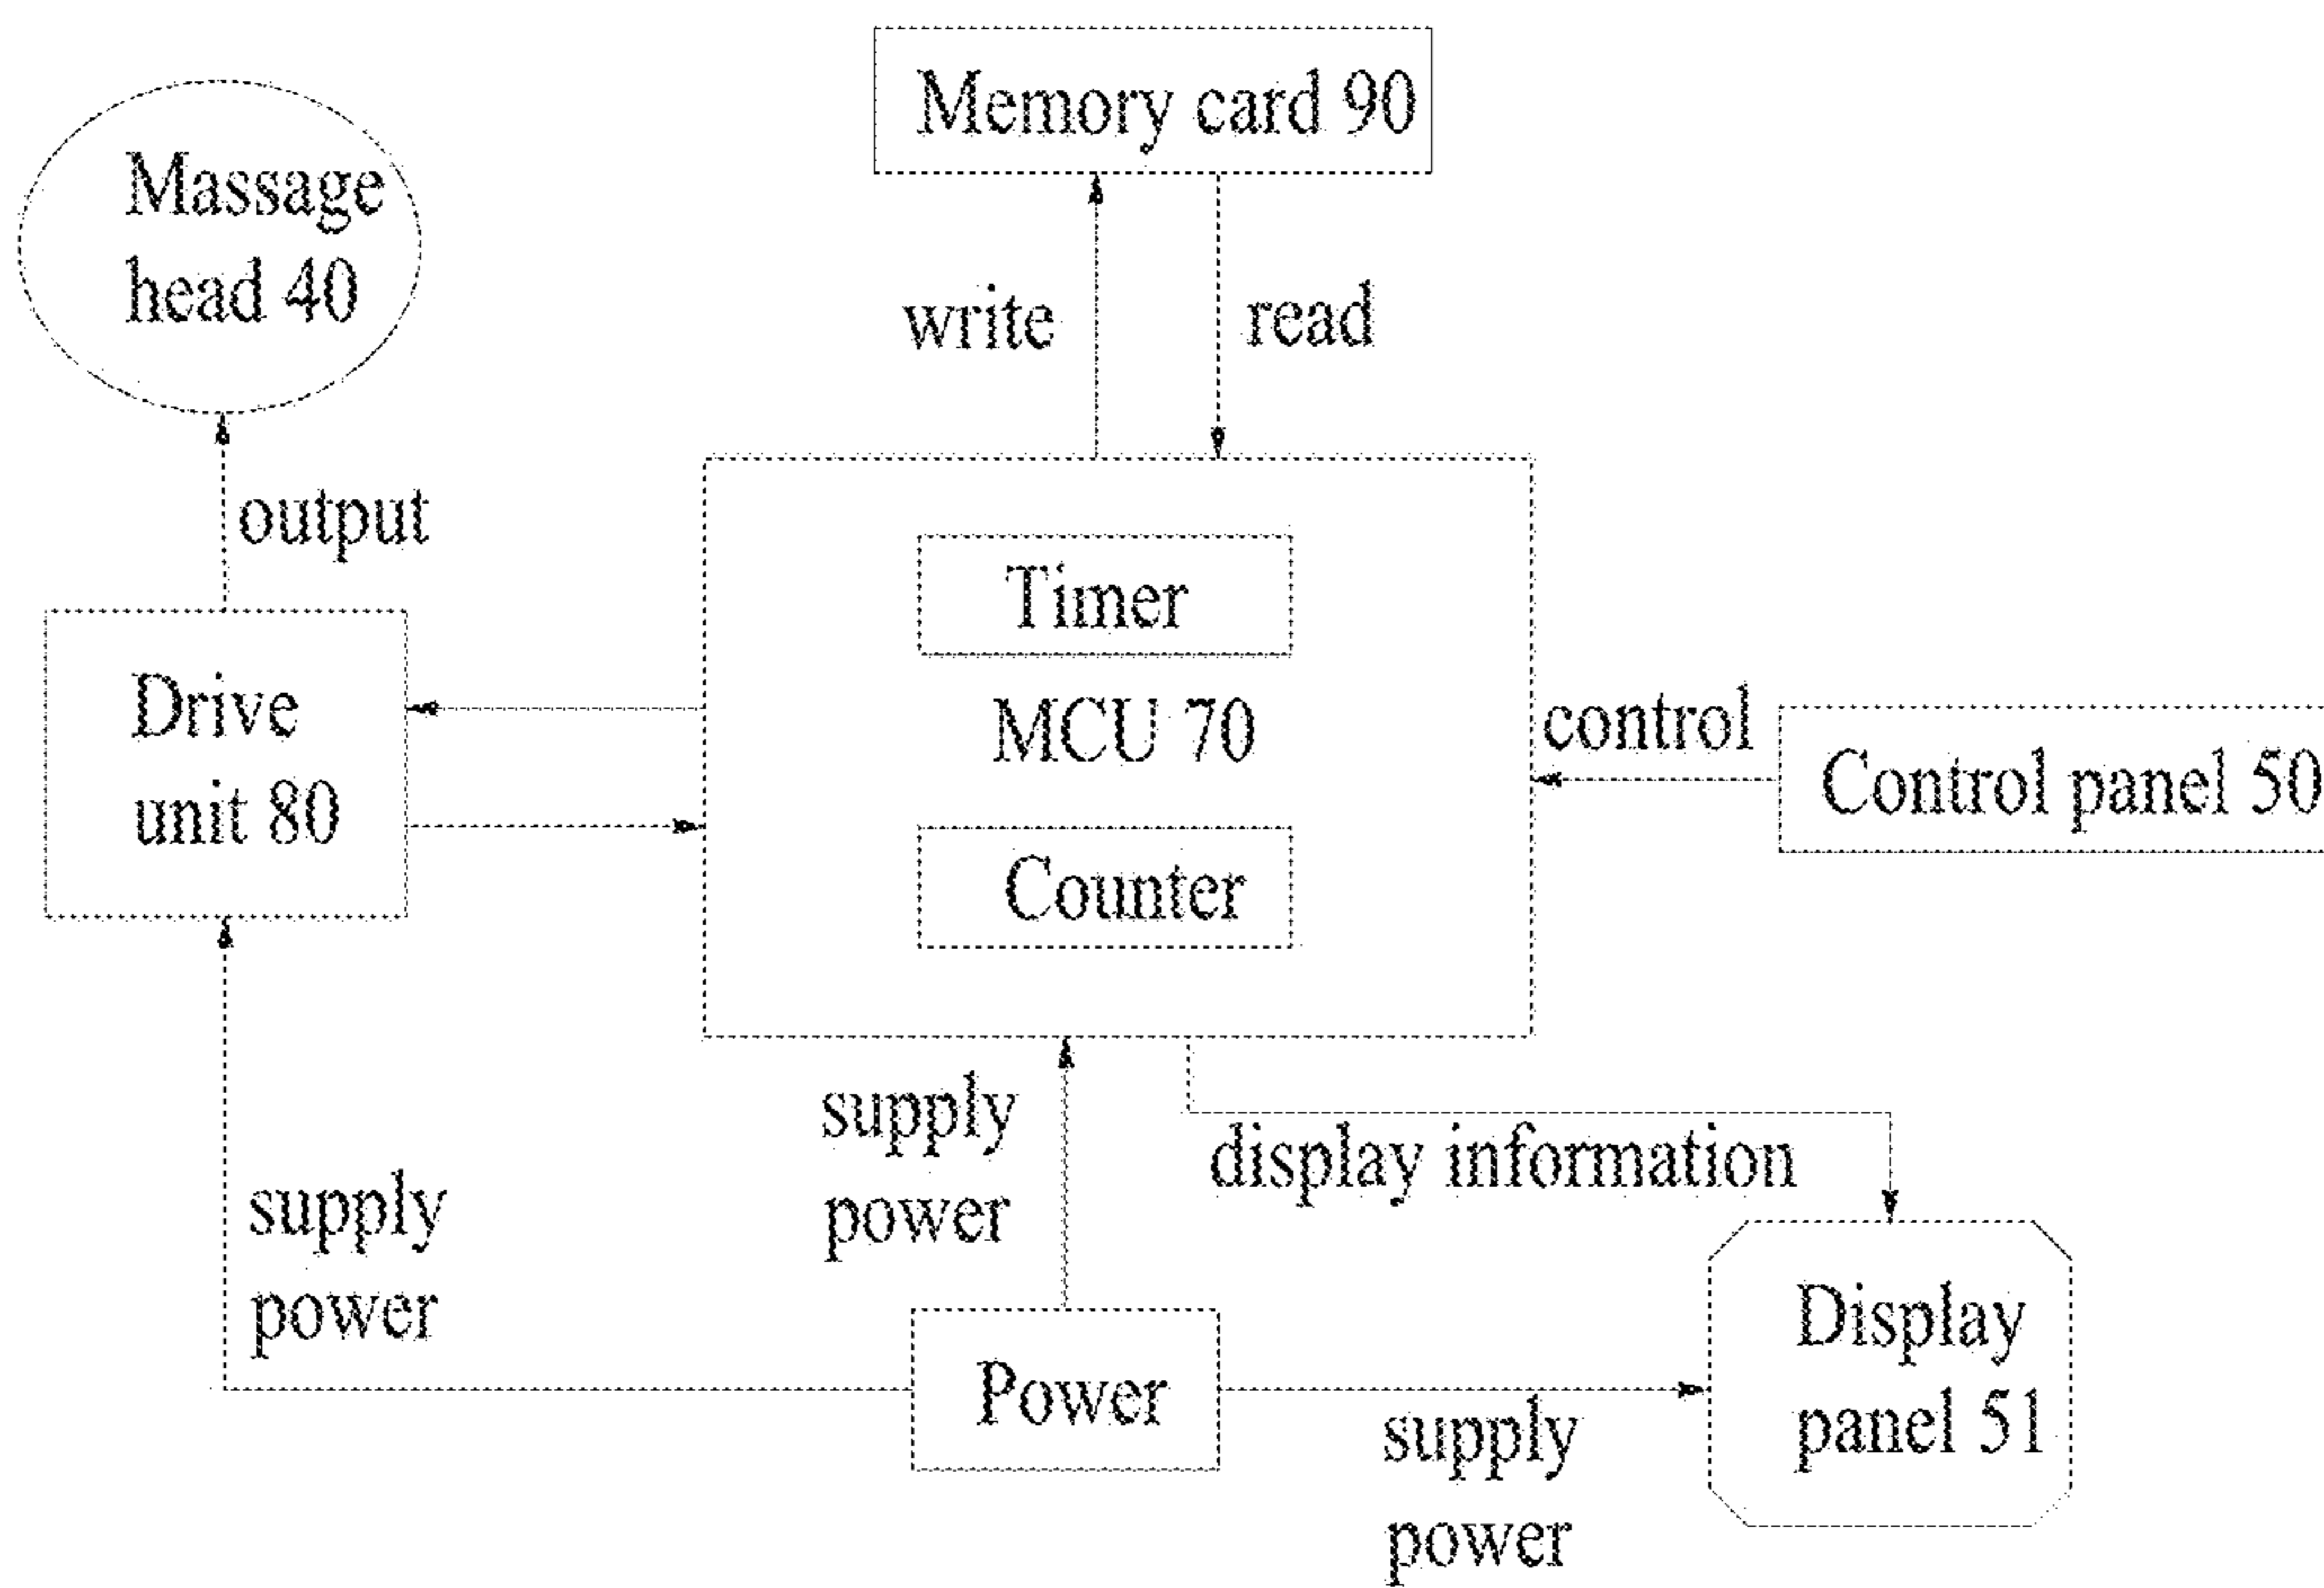 Memory card 90
Massage
head 40
write
read
output
Timer
Drive
unit 80
MCU 70
control
Control panel 50
Counter
supply
power
display information
supply
power
Power
Display
panel 51
supply
power